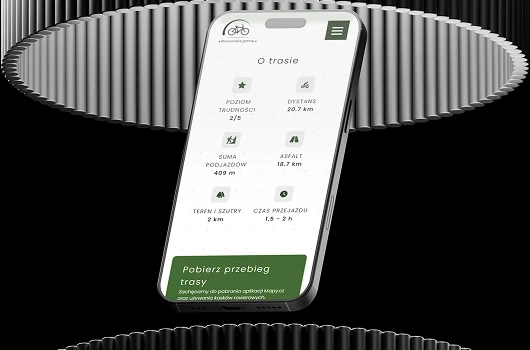 O trasie
POZIOM
TRUDNOŚCI
2/5
DYSTANS
20.7 km
SUMA
PODJAZDÓW
409 m
ASFALT
18.7 km
TEREN I SZUTRY
2 km
CZAS PRZEJAZDU
1,5 - 2 h
Pobierz przebieg
trasy
Zachęcamy do pobrania aplikacji Mapy.cz
oraz używania kasków rowerowych.